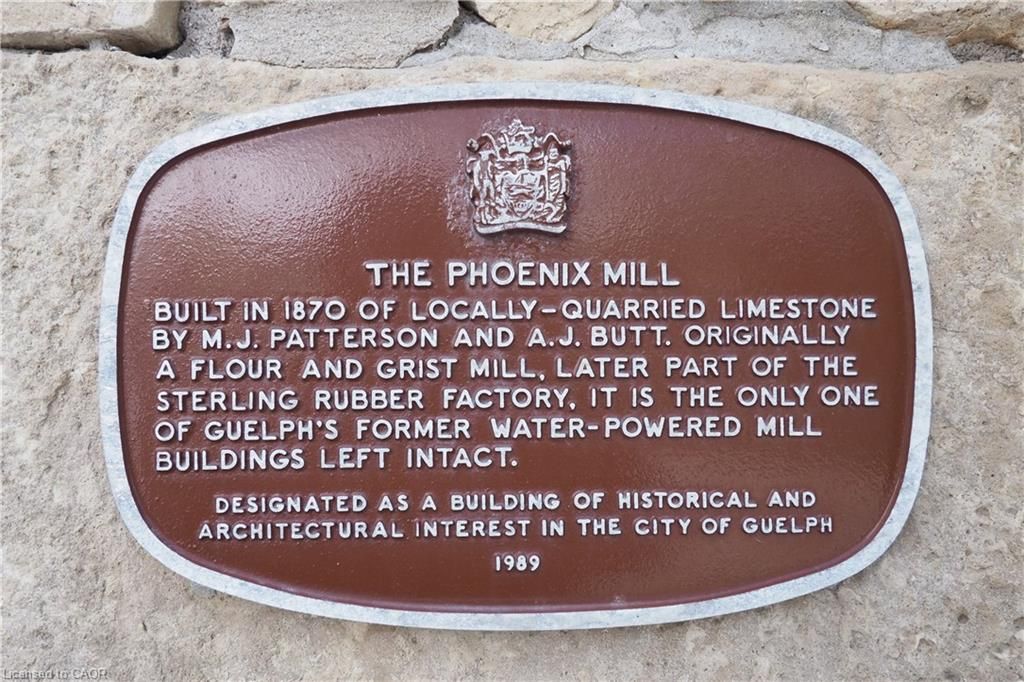 THE PHOENIX MILL
BUILT IN 1870 OF LOCALLY-QUARRIED LIMESTONE
BY M.J. PATTERSON AND A.J. BUTT. ORIGINALLY
A FLOUR AND GRIST MILL, LATER PART OF THE
STERLING RUBBER FACTORY, IT IS THE ONLY ONE
OF GUELPH'S FORMER WATER-POWERED MILL
BUILDINGS LEFT INTACT.
DESIGNATED AS A BUILDING OF HISTORICAL AND
ARCHITECTURAL INTEREST IN THE CITY OF GUELPH
1989
Licensed to CAOR